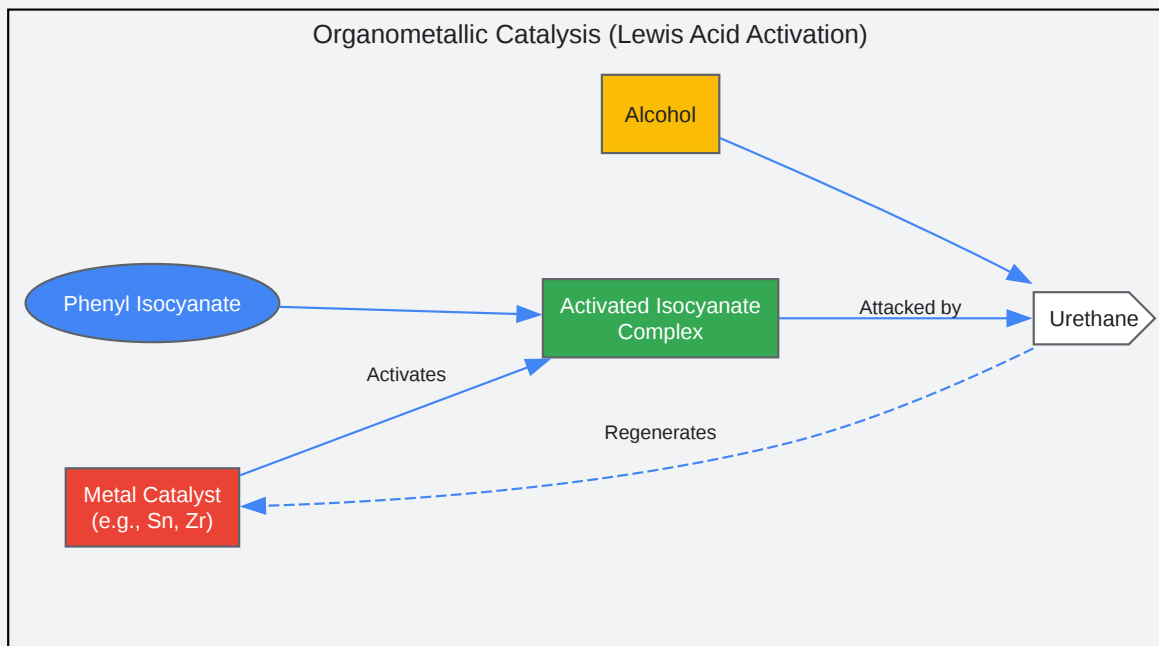 Organometallic Catalysis (Lewis Acid Activation)
Alcohol
Phenyl Isocyanate
Activated Isocyanate
Complex
Attacked by
Urethane
Activates
Regenerates
Metal Catalyst
(e.g., Sn, Zr)